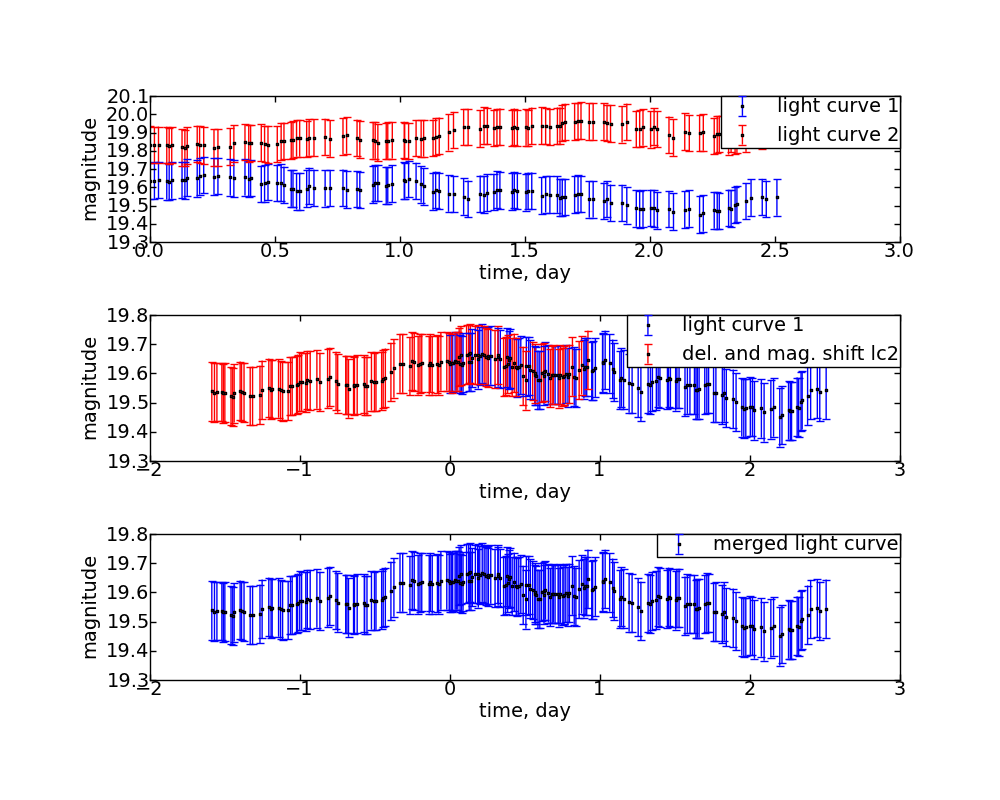 20.1
20.0
19.9
19.8
19.7
19.6
19.5
19.4
19.3
magnitude
light curve 1
light curve 2
0.0 0.5 1.0 1.5 2.0 2.5 3.0
time, day
19.8
19.7
19.6
19.5
19.4
19.3
magnitude
light curve 1
del. and mag. shift lc2
−2 −1 0 1 2 3
time, day
19.8
19.7
19.6
19.5
19.4
19.3
magnitude
merged light curve
−2 −1 0 1 2 3
time, day